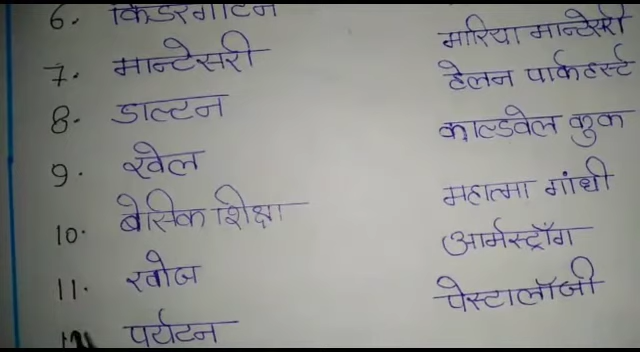 6. किंडरगार्टन
मारिया मान्टेसरी
7. मान्टेसरी
हेलन पार्कहर्स्ट
8. डाल्टन
काल्डवेल कुक
9. खेल
महात्मा गांधी
10. बेसिक शिक्षा
आर्मस्ट्रॉंग
11. खोज
पेस्टालॉजी
पर्यटन